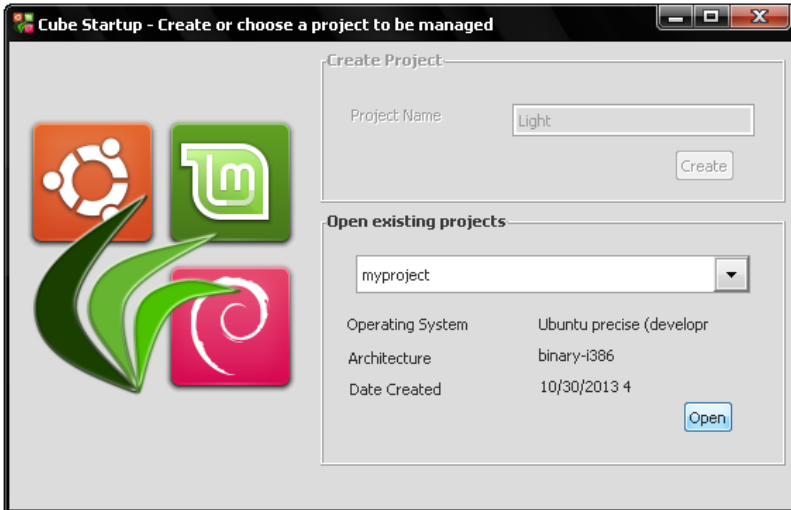 Cube Startup - Create or choose a project to be managed
Create Project
Project Name
Light
Create
Open existing projects
myproject
Operating System Ubuntu precise (developr
Architecture binary-i386
Date Created 10/30/2013 4
Open
lm